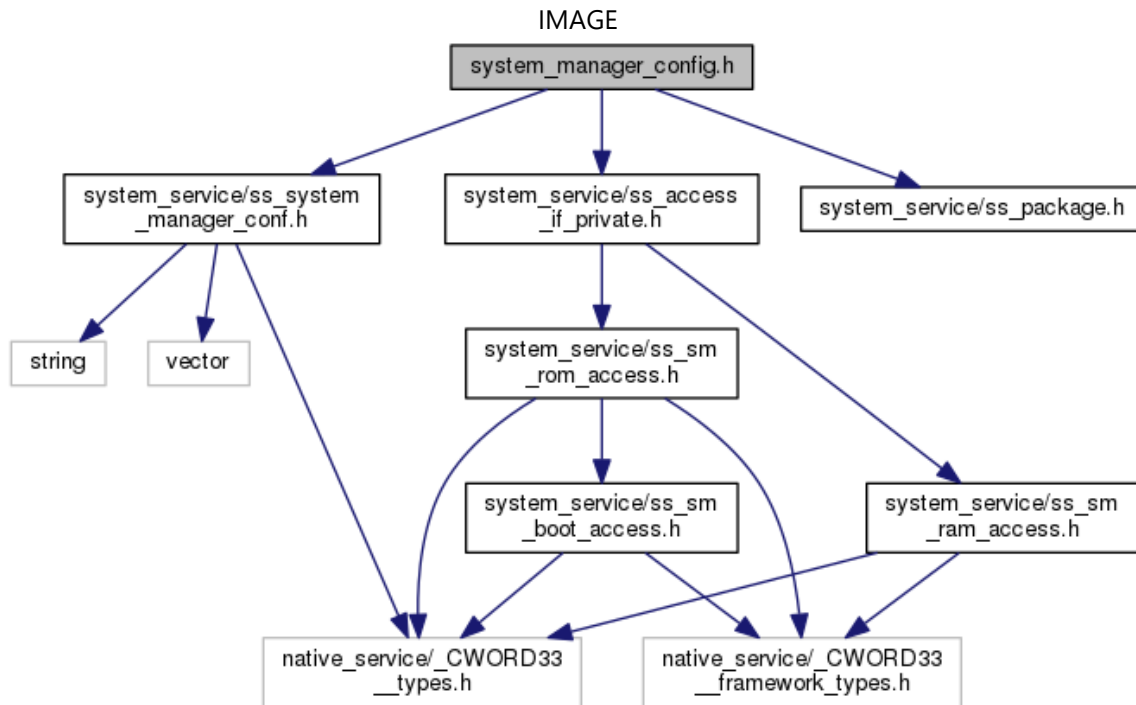 IMAGE
system_manager_config.h
system_service/ss_system
_manager_conf.h
system_service/ss_access
_if_private.h
system_service/ss_package.h
string
vector
system_service/ss_sm
_rom_access.h
system_service/ss_sm
_boot_access.h
system_service/ss_sm
_ram_access.h
native_service/_CWORD33
__types.h
native_service/_CWORD33
__framework_types.h